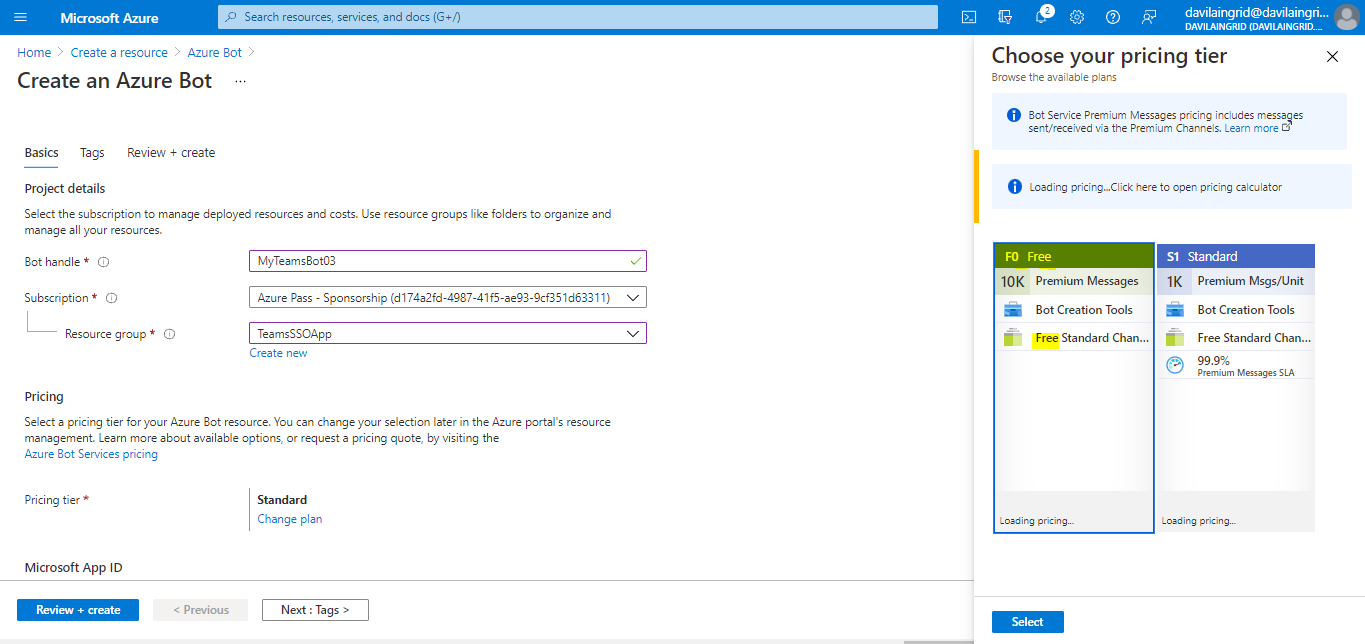 Microsoft Azure
Search resources, services, and docs (G+/)
2
davilaingrid@davilaingri...
DAVILAINGRID (DAVILAINGRID....
Home > Create a resource > Azure Bot >
Create an Azure Bot ...
Basics Tags Review + create
Project details
Select the subscription to manage deployed resources and costs. Use resource groups like folders to organize and
manage all your resources.
Bot handle * MyTeamsBot03
Subscription * Azure Pass - Sponsorship (d174a2fd-4987-41f5-ae93-9cf351d63311)
Resource group * TeamsSSOApp
Create new
Pricing
Select a pricing tier for your Azure Bot resource. You can change your selection later in the Azure portal's resource
management. Learn more about available options, or request a pricing quote, by visiting the
Azure Bot Services pricing
Pricing tier * Standard
Change plan
Microsoft App ID
Review + create < Previous Next : Tags >
Choose your pricing tier
Browse the available plans
Bot Service Premium Messages pricing includes messages
sent/received via the Premium Channels. Learn more
Loading pricing...Click here to open pricing calculator
F0 Free
10K Premium Messages
Bot Creation Tools
Free Standard Chan...
Loading pricing...
S1 Standard
1K Premium Msgs/Unit
Bot Creation Tools
Free Standard Chan...
99.9%
Premium Messages SLA
Loading pricing...
Select